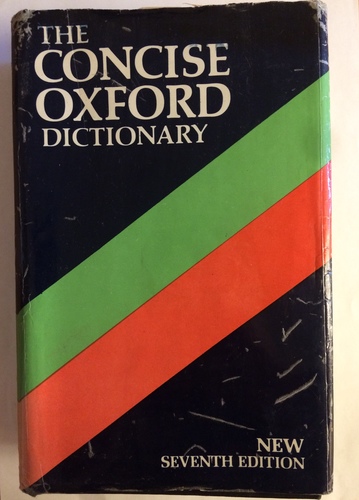 THE
CONCISE
OXFORD
DICTIONARY
NEW
SEVENTH EDITION